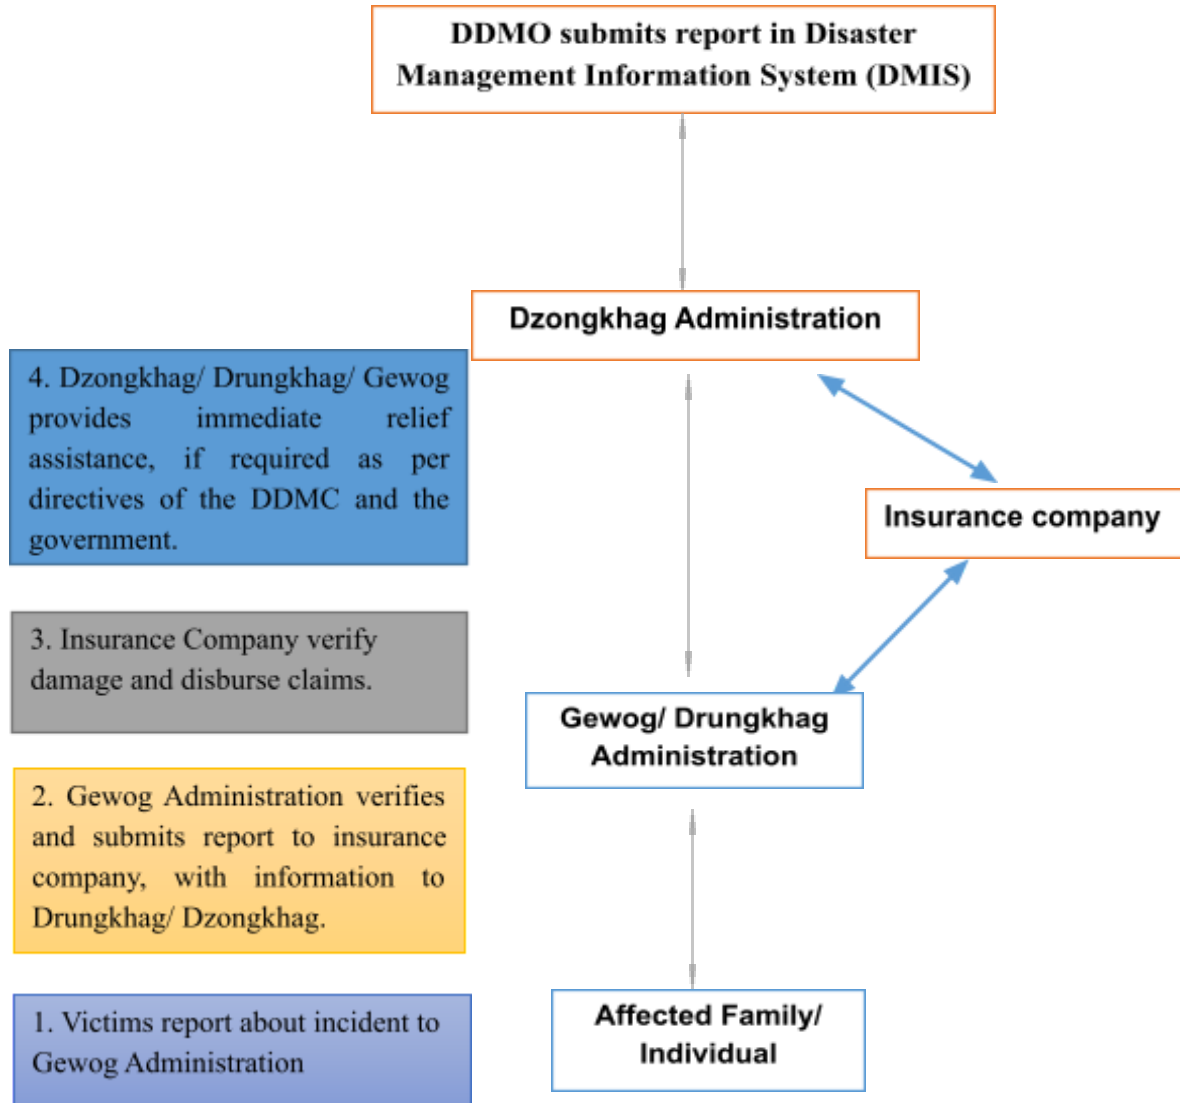 DDMO submits report in Disaster
Management Information System (DMIS)
Dzongkhag Administration
4. Dzongkhag/ Drungkhag/ Gewog
provides immediate relief
assistance, if required as per
directives of the DDMC and the
government.
Insurance company
3. Insurance Company verify
damage and disburse claims.
Gewog/ Drungkhag
Administration
2. Gewog Administration verifies
and submits report to insurance
company, with information to
Drungkhag/ Dzongkhag.
1. Victims report about incident to
Gewog Administration
Affected Family/
Individual